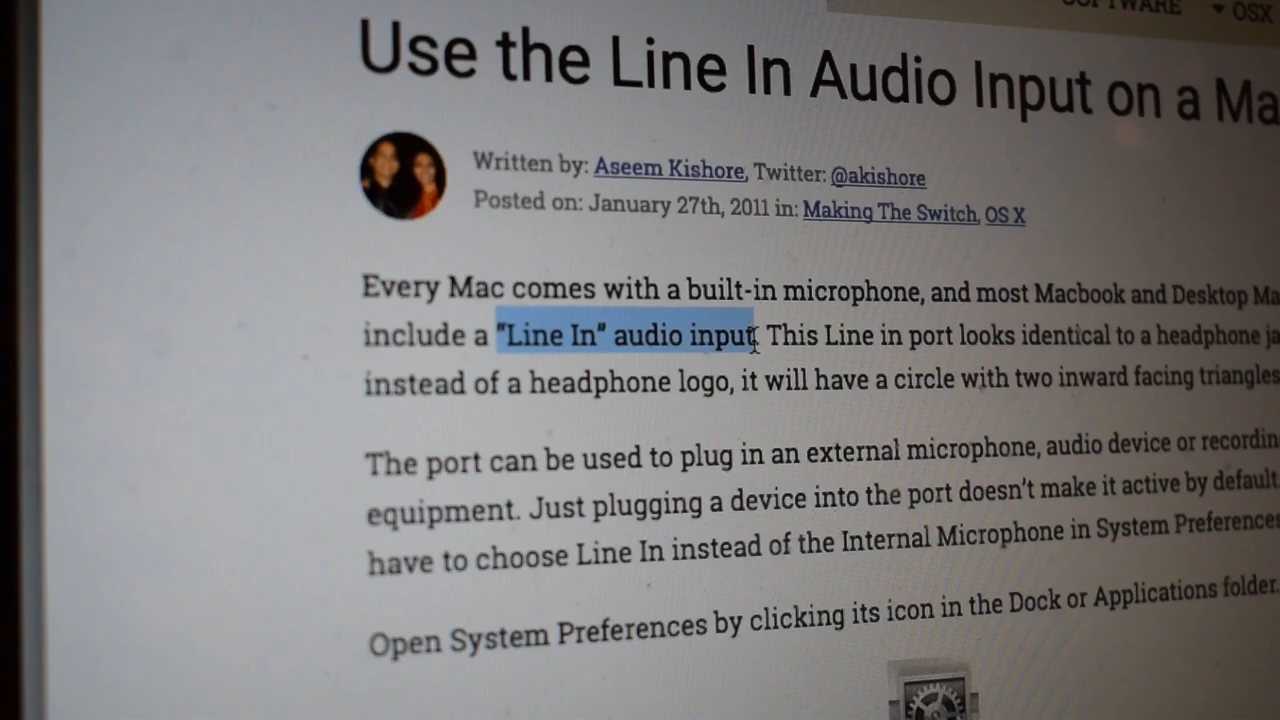 SOFTWARE ▾ OSX
Use the Line In Audio Input on a Ma
Written by: Aseem Kishore, Twitter: @akishore
Posted on: January 27th, 2011 in: Making The Switch, OS X
Every Mac comes with a built-in microphone, and most Macbook and Desktop Ma
include a "Line In" audio input. This Line in port looks identical to a headphone ja
instead of a headphone logo, it will have a circle with two inward facing triangles
The port can be used to plug in an external microphone, audio device or recordin
equipment. Just plugging a device into the port doesn't make it active by default
have to choose Line In instead of the Internal Microphone in System Preferences
Open System Preferences by clicking its icon in the Dock or Applications folder.